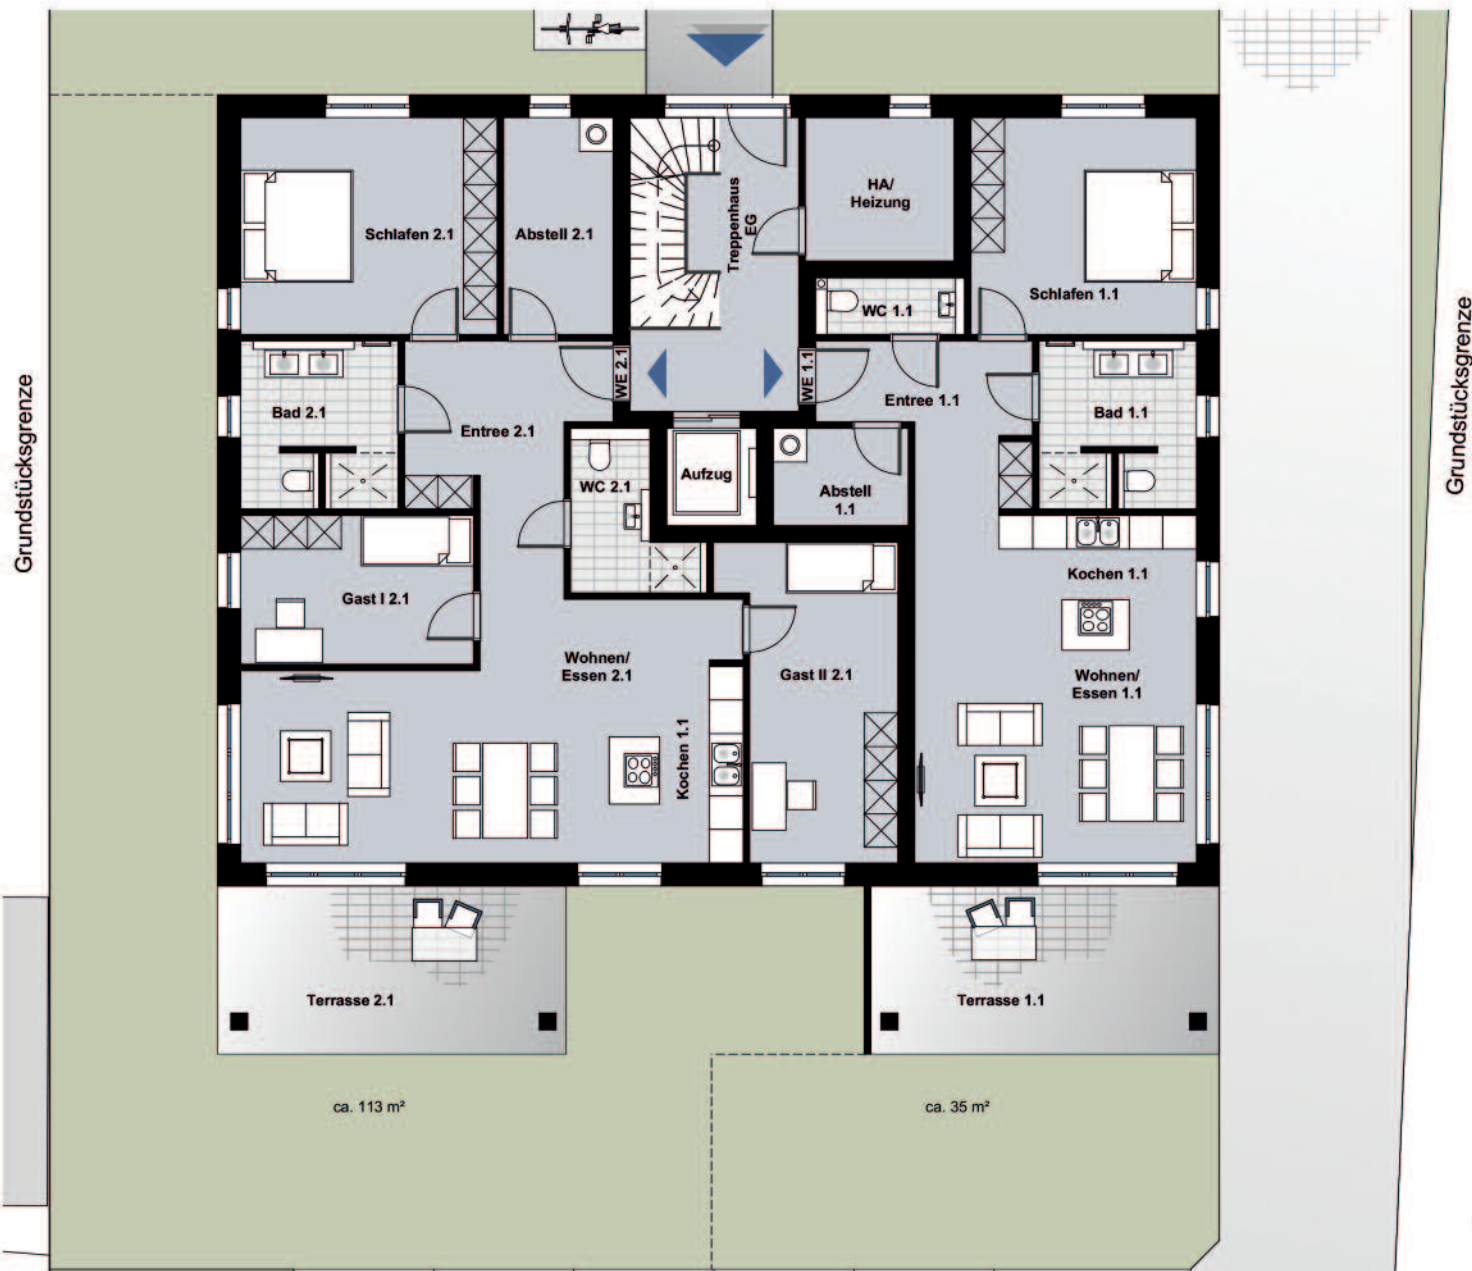 Treppenhaus
EG
HA/
Heizung
Schlafen 2.1
Abstell 2.1
Schlafen 1.1
WC 1.1
Grundstücksgrenze
Grundstücksgrenze
WE 2.1
WE 1.1
Bad 2.1
Entree 2.1
Entree 1.1
Bad 1.1
WC 2.1
Aufzug
Abstell
1.1
Kochen 1.1
Gast I 2.1
Wohnen/
Essen 2.1
Gast II 2.1
Wohnen/
Essen 1.1
Kochen 1.1
Terrasse 2.1
Terrasse 1.1
ca. 113 m²
ca. 35 m²